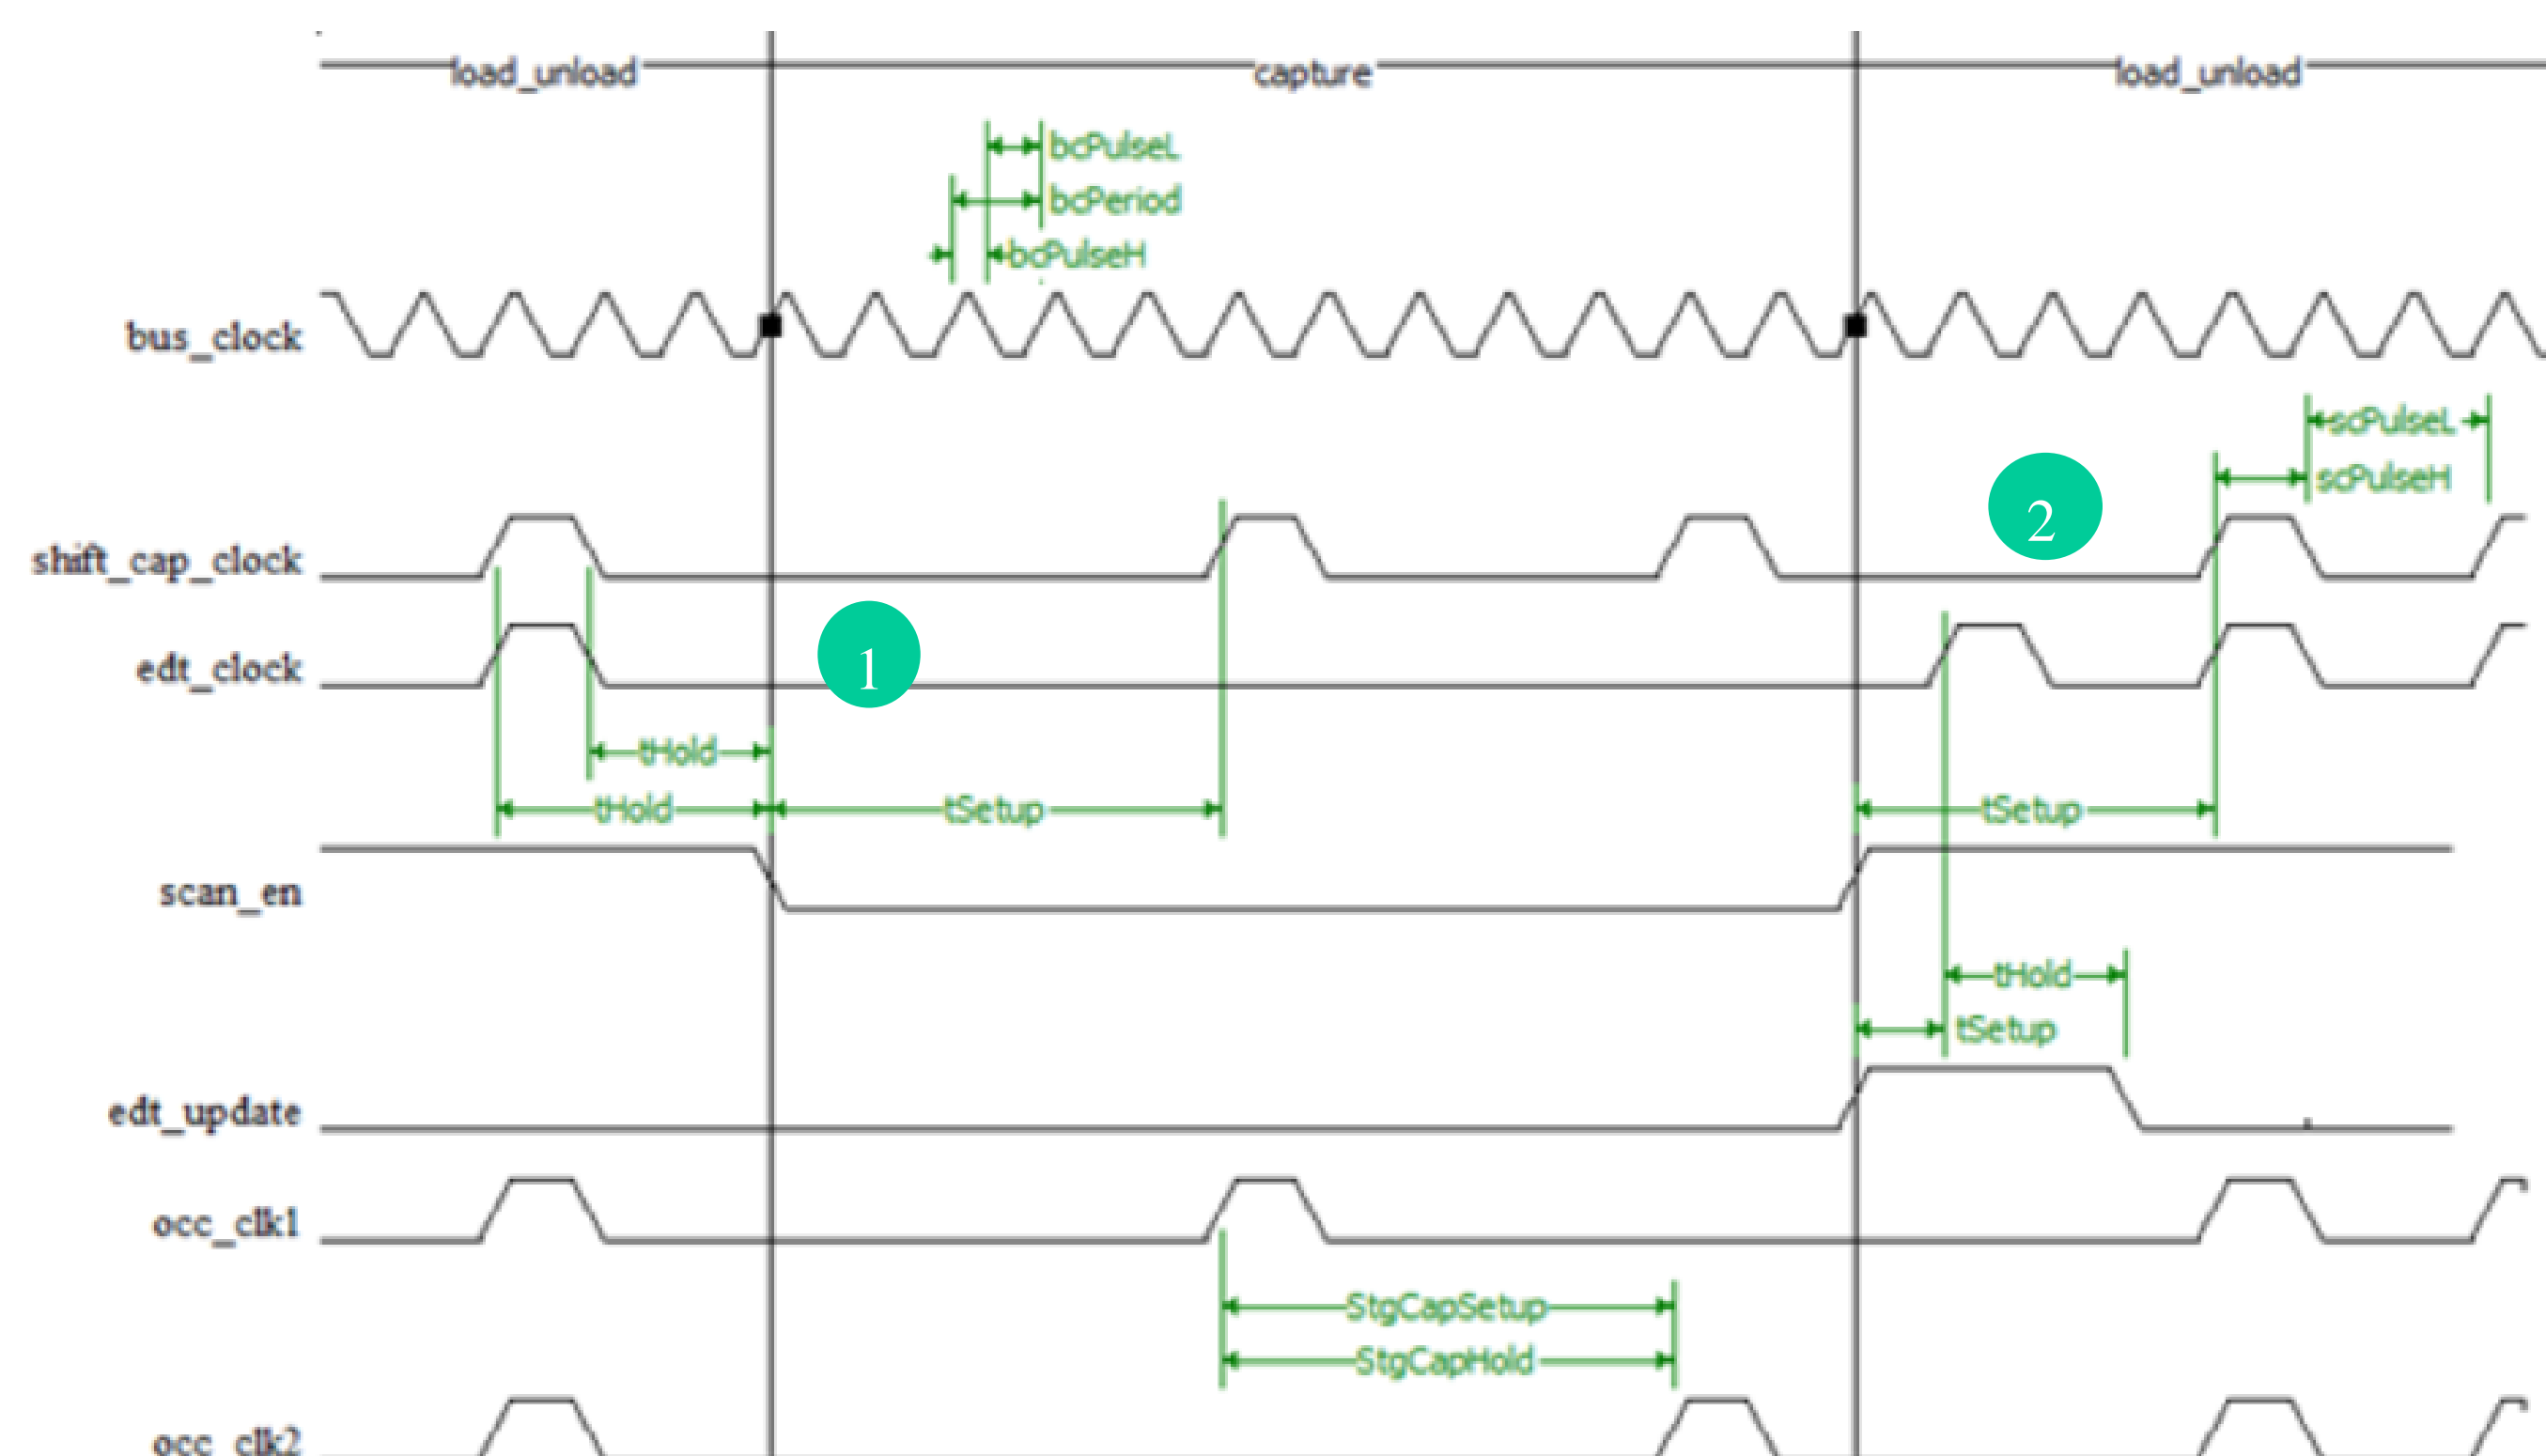 load_unload
capture
load_unload
bcPulseL
bcPeriod
bcPulseH
bus_clock
scPulseL
scPulseH
2
shift_cap_clock
edt_clock
1
tHold
tHold
tSetup
tSetup
scan_en
tHold
tSetup
edt_update
occ_clk1
StgCapSetup
StgCapHold
occ_clk2